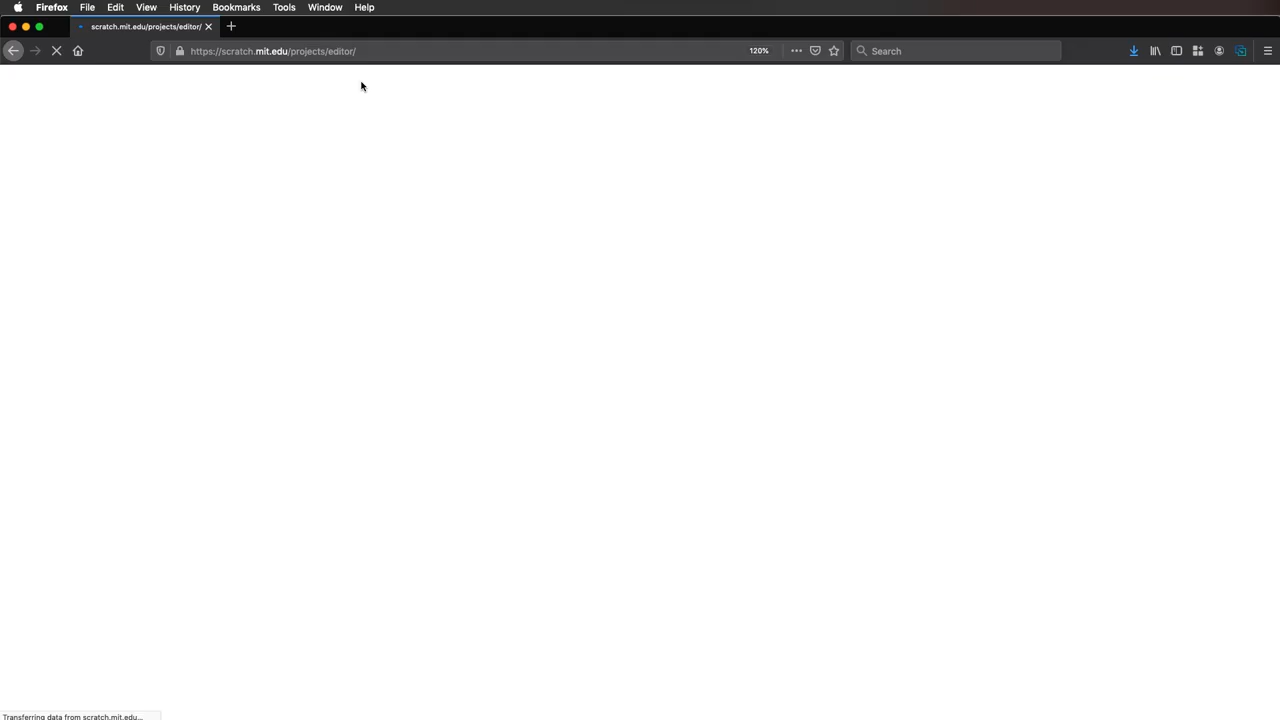 Firefox File Edit View History Bookmarks Tools Window Help
scratch.mit.edu/projects/editor/
https://scratch.mit.edu/projects/editor/ 120% Search
Transferring data from scratch.mit.edu...